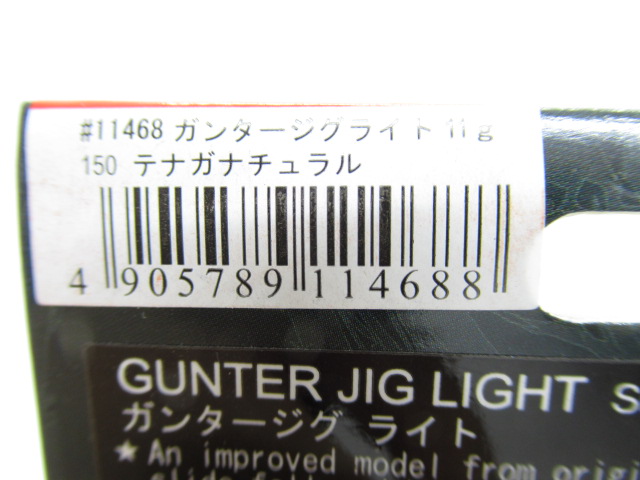 #11468 ガンタージグライト 11g
150 テナガナチュラル
4 905789 114688
GUNTER JIG LIGHT
ガンタージグ ライト
★An improved model from